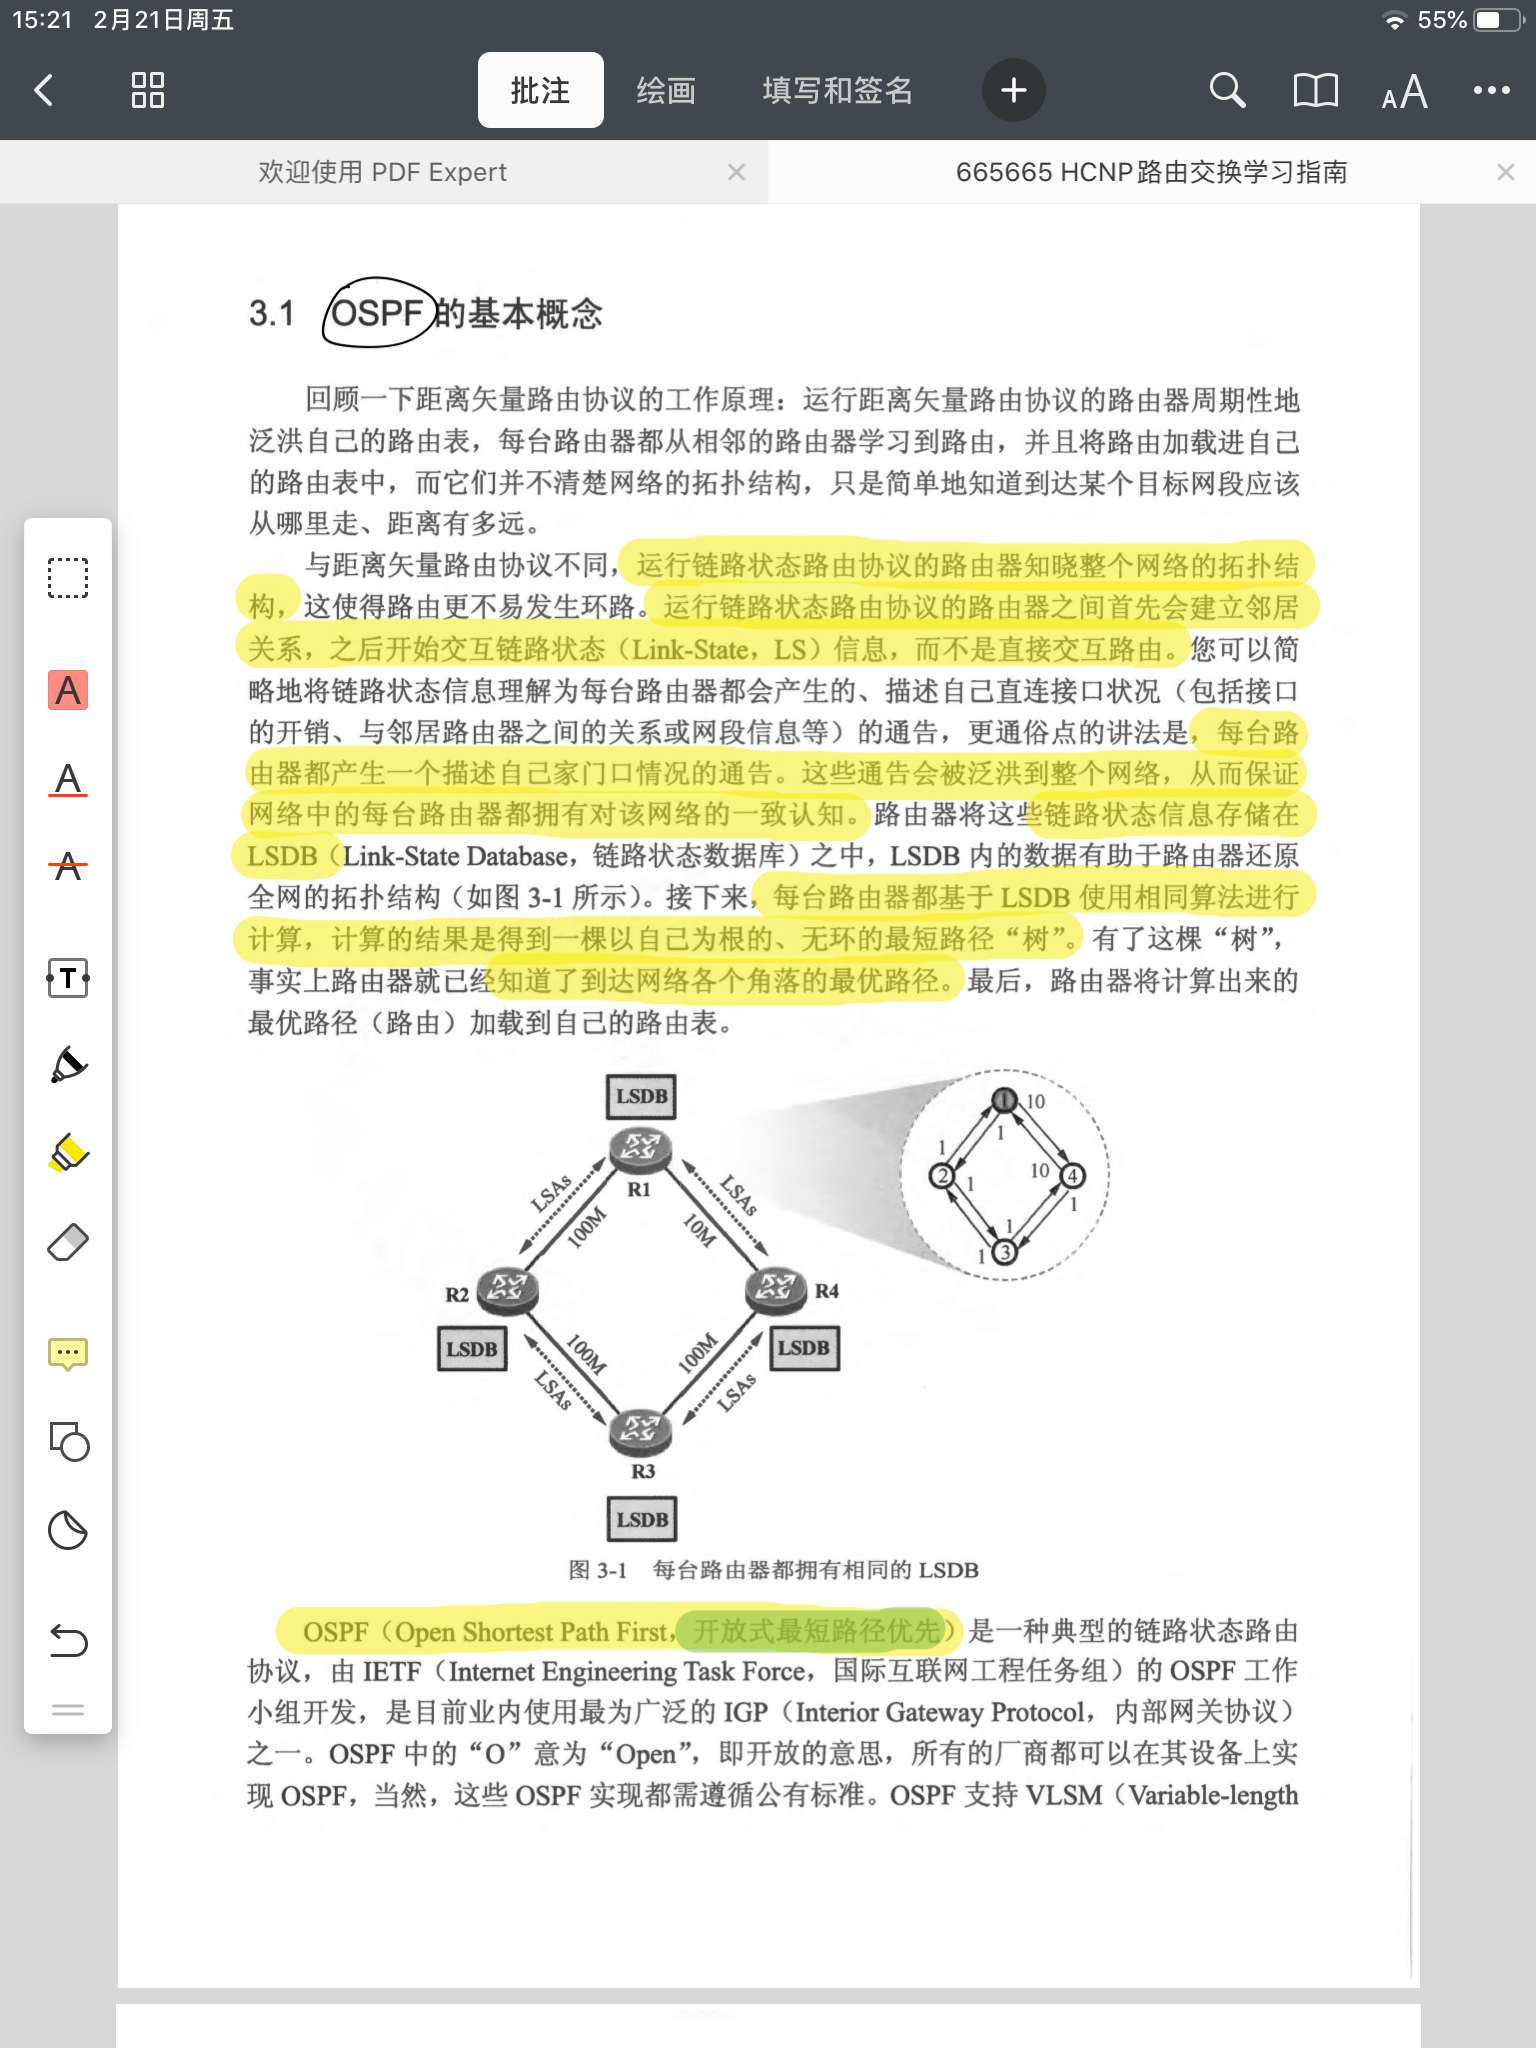 15:21 2月21日周五
55%
批注 绘画 填写和签名
AA
欢迎使用 PDF Expert
665665 HCNP路由交换学习指南
3.1 OSPF 的基本概念
回顾一下距离矢量路由协议的工作原理：运行距离矢量路由协议的路由器周期性地
泛洪自己的路由表，每台路由器都从相邻的路由器学习到路由，并且将路由加载进自己
的路由表中，而它们并不清楚网络的拓扑结构，只是简单地知道到达某个目标网段应该
从哪里走、距离有多远。
与距离矢量路由协议不同，运行链路状态路由协议的路由器知晓整个网络的拓扑结
构，这使得路由更不易发生环路。运行链路状态路由协议的路由器之间首先会建立邻居
关系，之后开始交互链路状态（Link-State，LS）信息，而不是直接交互路由。您可以简
略地将链路状态信息理解为每台路由器都会产生的、描述自己直连接口状况（包括接口
的开销、与邻居路由器之间的关系或网段信息等）的通告，更通俗点的讲法是，每台路
由器都产生一个描述自己家门口情况的通告。这些通告会被泛洪到整个网络，从而保证
网络中的每台路由器都拥有对该网络的一致认知。路由器将这些链路状态信息存储在
LSDB（Link-State Database，链路状态数据库）之中，LSDB 内的数据有助于路由器还原
全网的拓扑结构（如图 3-1 所示）。接下来，每台路由器都基于 LSDB 使用相同算法进行
计算，计算的结果是得到一棵以自己为根的、无环的最短路径“树”。有了这棵“树”，
事实上路由器就已经知道了到达网络各个角落的最优路径。最后，路由器将计算出来的
最优路径（路由）加载到自己的路由表。
LSDB
R1
LSAs
100M
LSAs
10M
R2
LSDB
R4
LSDB
100M
LSAs
100M
LSAs
R3
LSDB
1 10
1 1
2 1 10 4
1 1
1 3
图 3-1 每台路由器都拥有相同的 LSDB
OSPF（Open Shortest Path First，开放式最短路径优先）是一种典型的链路状态路由
协议，由 IETF（Internet Engineering Task Force，国际互联网工程任务组）的 OSPF 工作
小组开发，是目前业内使用最为广泛的 IGP（Interior Gateway Protocol，内部网关协议）
之一。OSPF 中的“O”意为“Open”，即开放的意思，所有的厂商都可以在其设备上实
现 OSPF，当然，这些 OSPF 实现都需遵循公有标准。OSPF 支持 VLSM（Variable-length
A
A
A
T